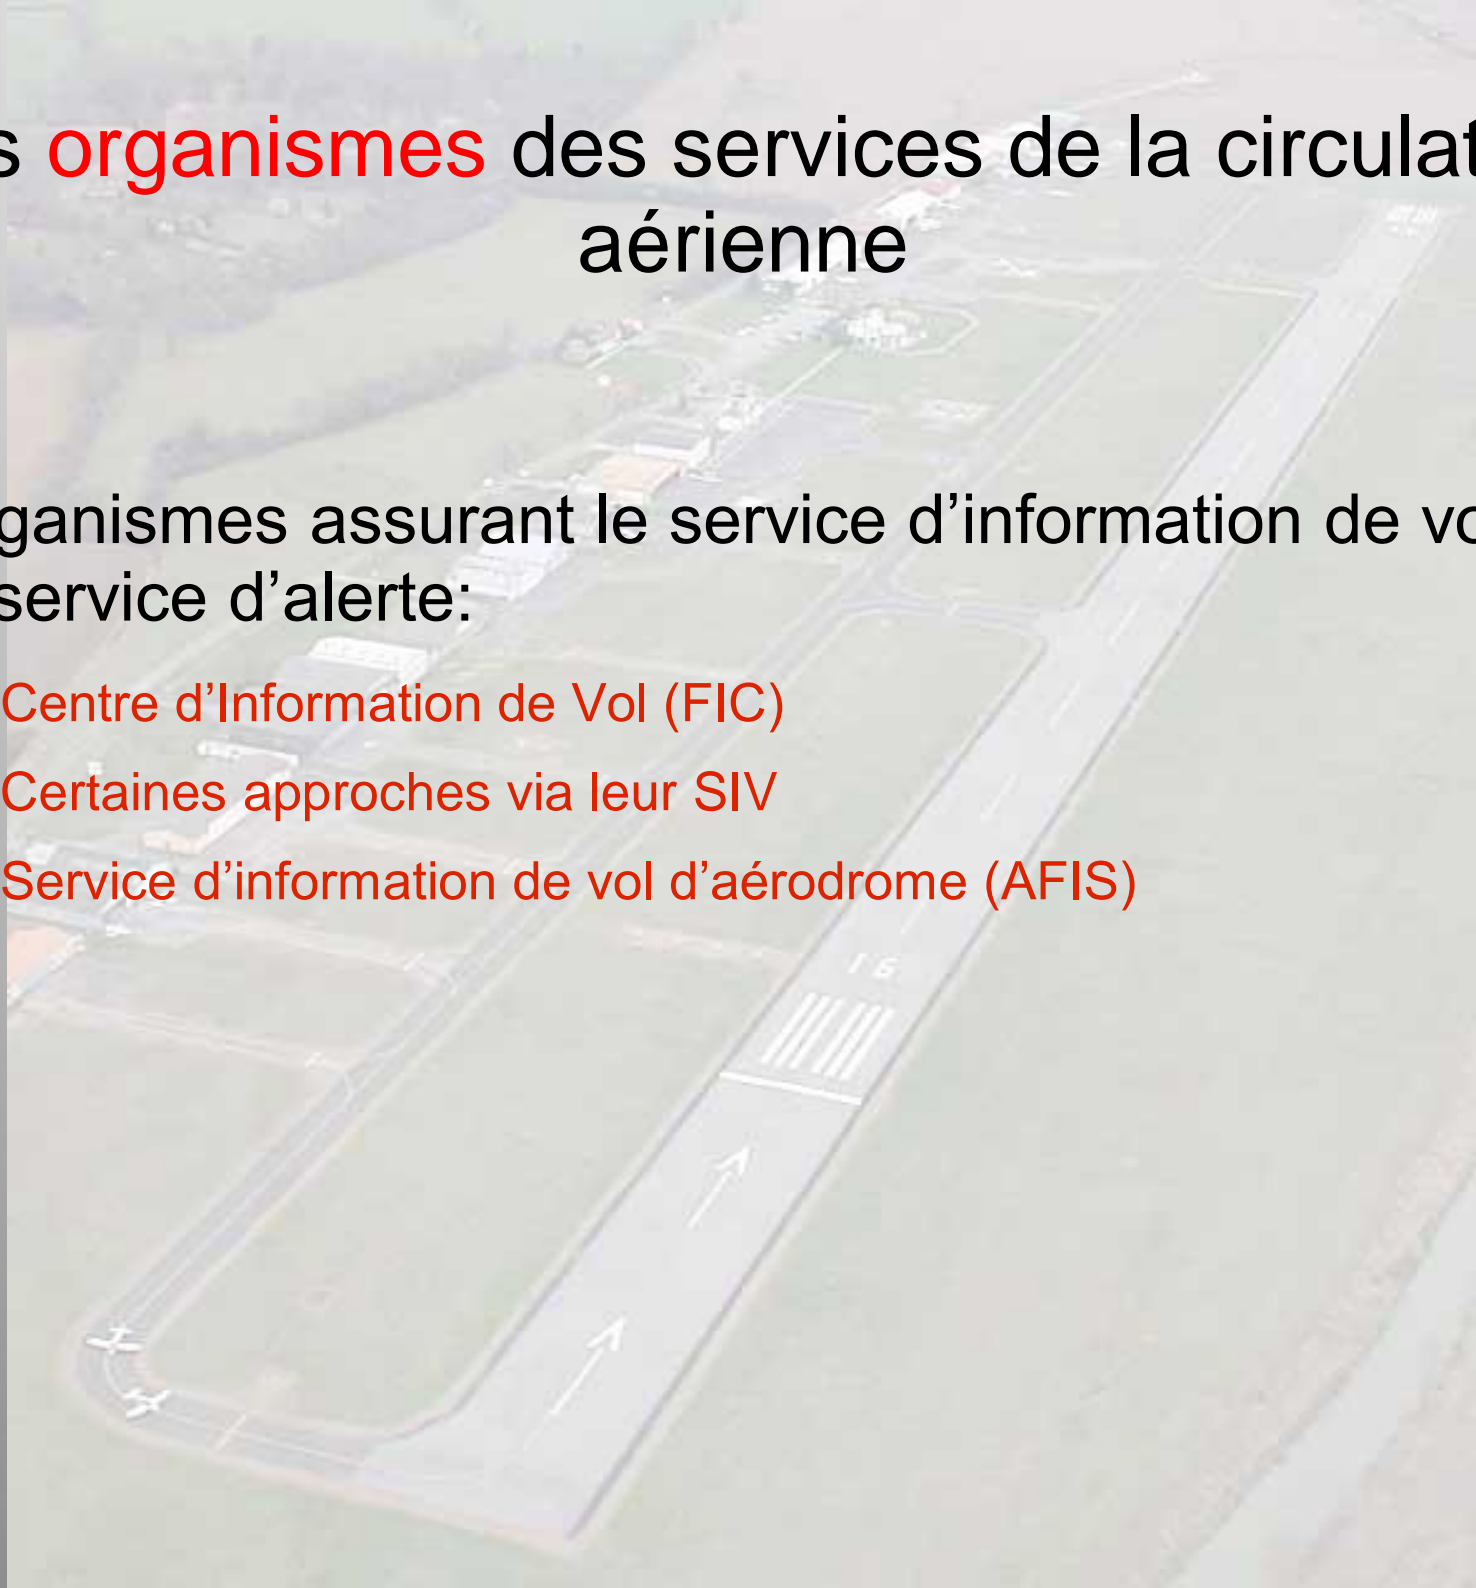 s organismes des services de la circulat
aérienne
ganismes assurant le service d’information de vo
service d’alerte:
Centre d’Information de Vol (FIC)
Certaines approches via leur SIV
Service d’information de vol d’aérodrome (AFIS)
16